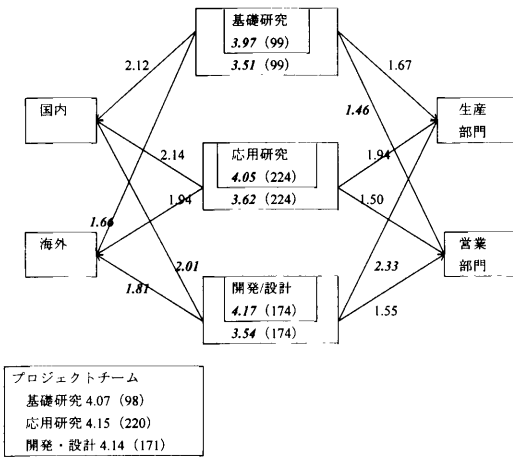 基礎研究
3.97 (99)
3.51 (99)
2.12
1.67
国内
1.46
生産
部門
応用研究
2.14
1.94
4.05 (224)
3.62 (224)
1.94
1.50
1.66
海外
営業
部門
2.01
2.33
1.81
開発/設計
4.17 (174)
1.55
3.54 (174)
プロジェクトチーム
基礎研究 4.07 (98)
応用研究 4.15 (220)
開発・設計 4.14 (171)